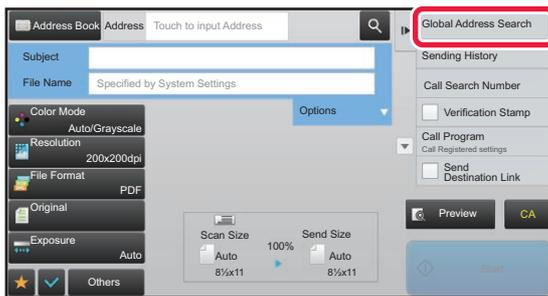 Address Book Address Touch to input Address
Subject
File Name Specified by System Settings
Options
Color Mode
Auto/Grayscale
Resolution
200x200dpi
File Format
PDF
Original
Exposure
Auto
Others
Scan Size
Auto
8½x11
100%
Send Size
Auto
8½x11
Global Address Search
Sending History
Call Search Number
Verification Stamp
Call Program
Call Registered settings
Send
Destination Link
Preview
CA
Start